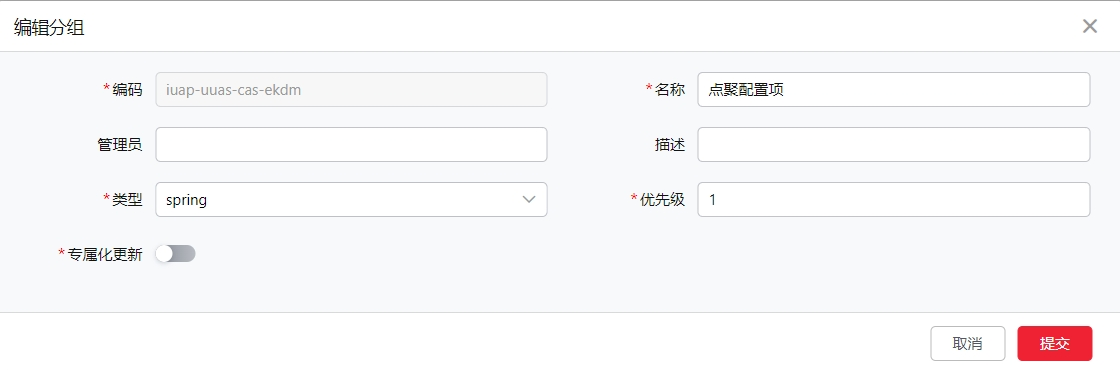 编辑分组
*编码 iuap-uuas-cas-ekdm *名称 点聚配置项
管理员 描述
*类型 spring *优先级 1
*专属化更新
取消 提交